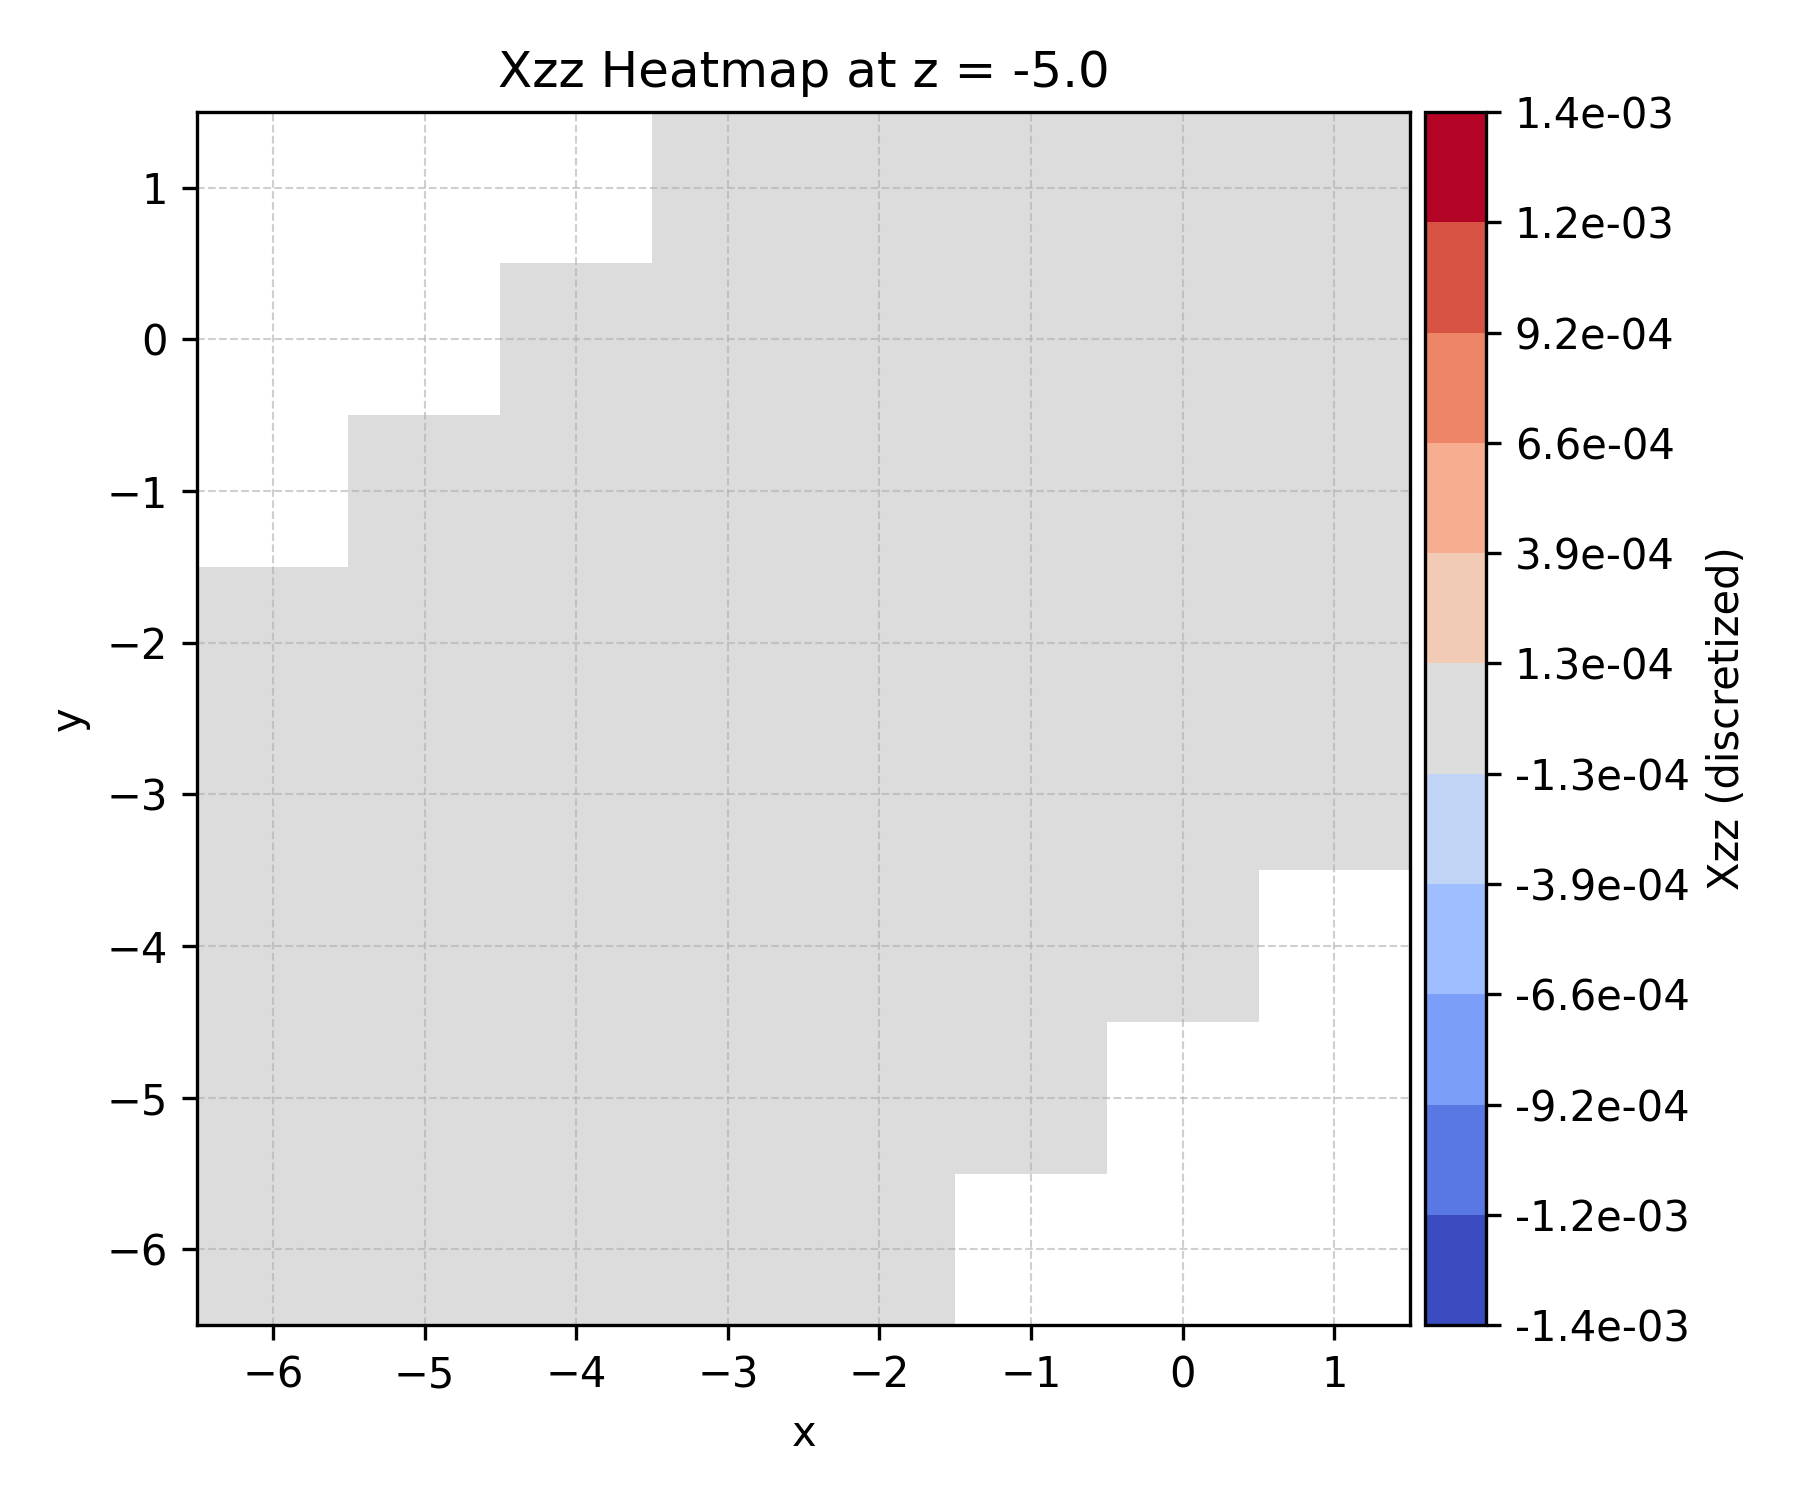 Xzz Heatmap at z = -5.0
1
0
−1
−2
−3
−4
−5
−6
y
−6 −5 −4 −3 −2 −1 0 1
x
1.4e-03
1.2e-03
9.2e-04
6.6e-04
3.9e-04
1.3e-04
-1.3e-04
-3.9e-04
-6.6e-04
-9.2e-04
-1.2e-03
-1.4e-03
Xzz (discretized)